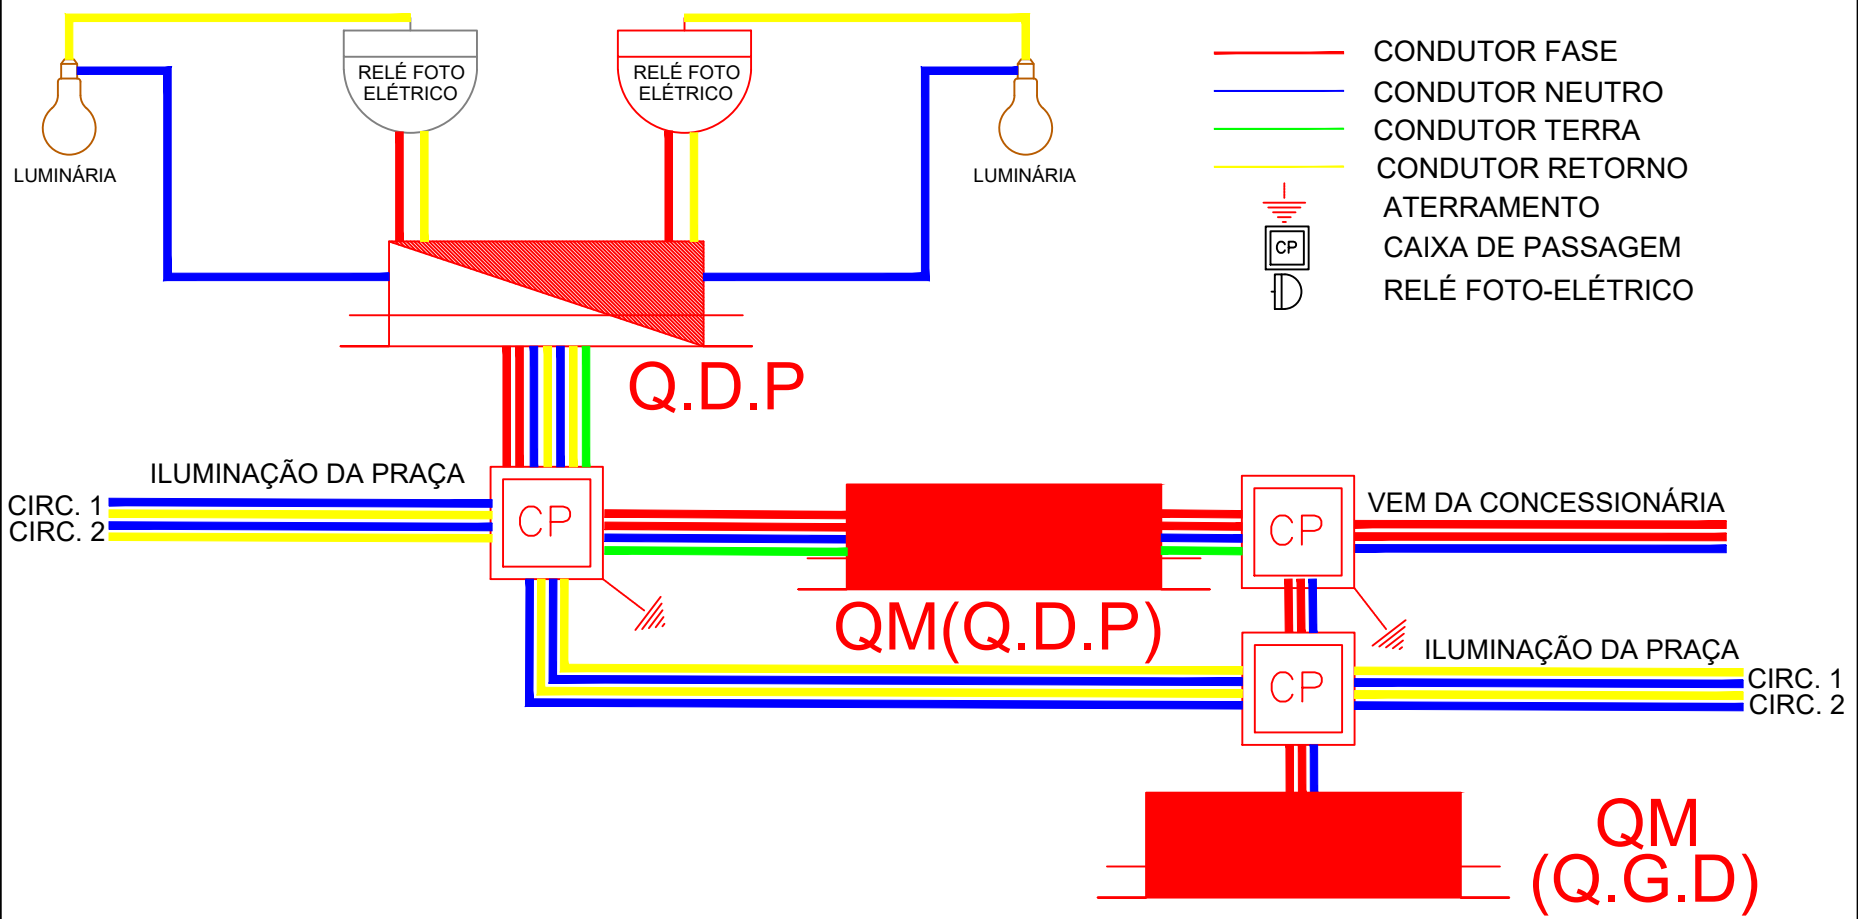 RELÉ FOTO
ELÉTRICO
RELÉ FOTO
ELÉTRICO
LUMINÁRIA
LUMINÁRIA
CONDUTOR FASE
CONDUTOR NEUTRO
CONDUTOR TERRA
CONDUTOR RETORNO
ATERRAMENTO
CP
CAIXA DE PASSAGEM
RELÉ FOTO-ELÉTRICO
Q.D.P
ILUMINAÇÃO DA PRAÇA
CIRC. 1
CIRC. 2
CP
QM(Q.D.P)
CP
VEM DA CONCESSIONÁRIA
CP
ILUMINAÇÃO DA PRAÇA
CIRC. 1
CIRC. 2
QM
(Q.G.D)